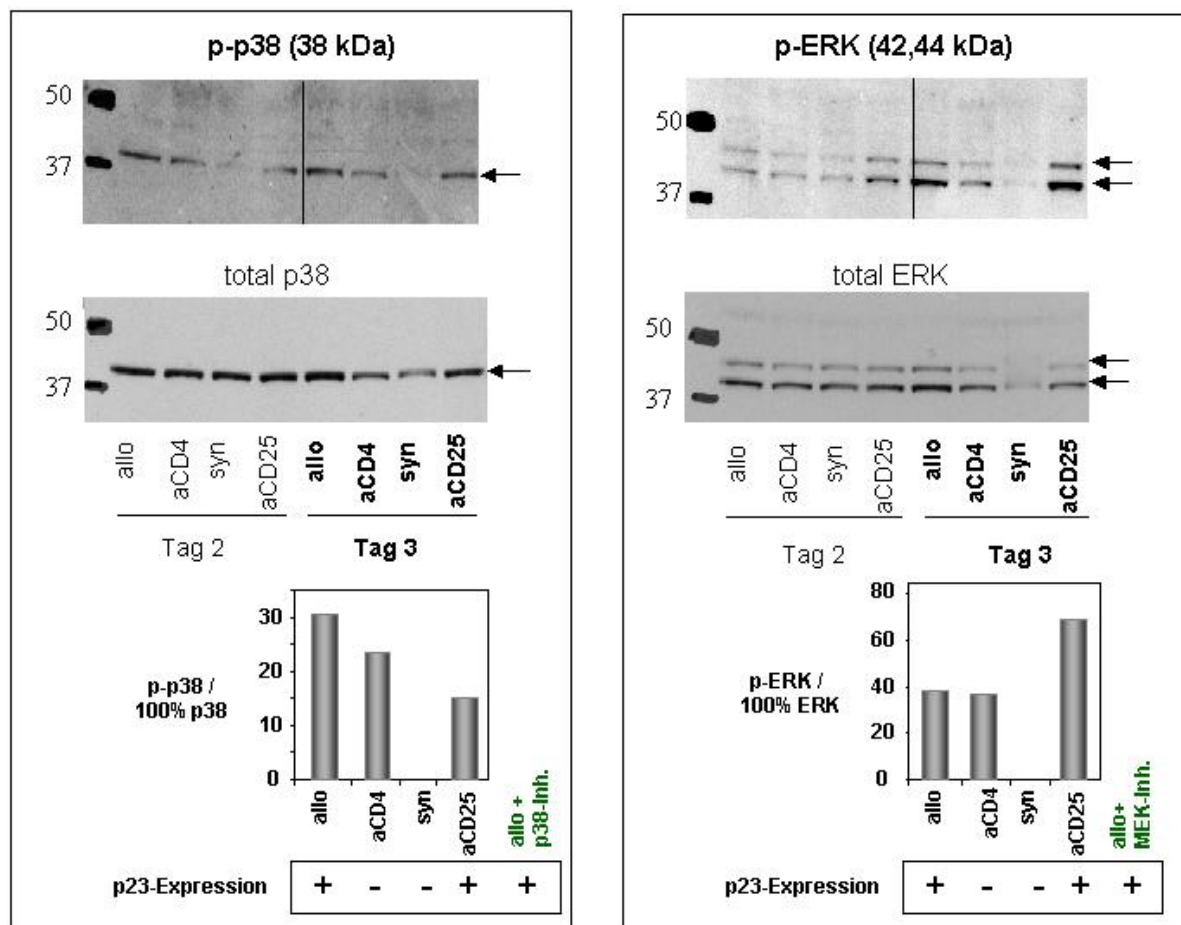 p-p38 (38 kDa)
50
37
total p38
50
37
allo aCD4 syn aCD25 allo aCD4 syn aCD25
Tag 2 Tag 3
30
20
10
0
p-p38 /
100% p38
allo aCD4 syn aCD25 allo +
p38-Inh.
p23-Expression + - - + +
p-ERK (42,44 kDa)
50
37
total ERK
50
37
allo aCD4 syn aCD25 allo aCD4 syn aCD25
Tag 2 Tag 3
80
60
40
20
0
p-ERK /
100% ERK
allo aCD4 syn aCD25 allo+
MEK-Inh.
p23-Expression + - - + +